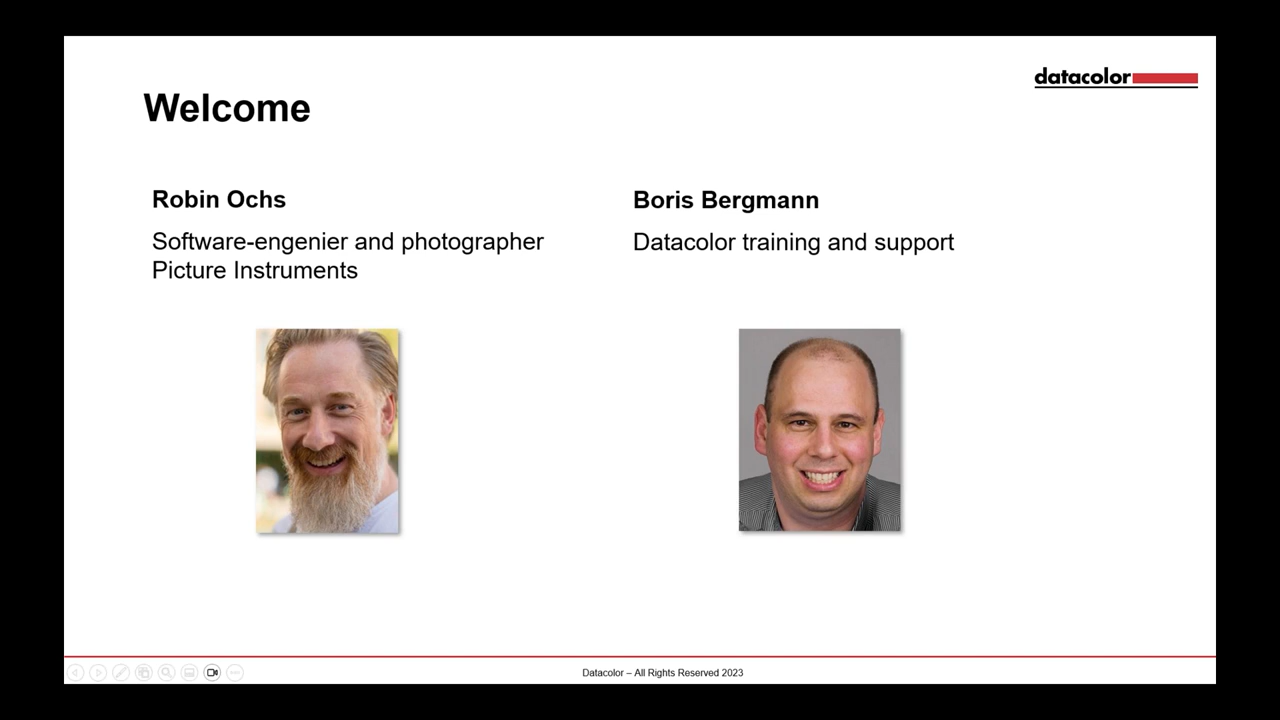 datacolor
Welcome
Robin Ochs
Software-engenier and photographer
Picture Instruments
Boris Bergmann
Datacolor training and support
Datacolor – All Rights Reserved 2023